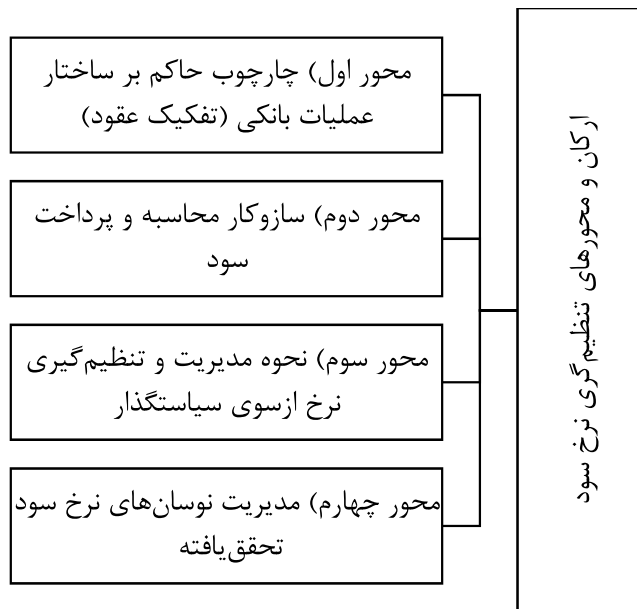 ارکان و محورهای تنظیم‌گری نرخ سود
محور اول) چارچوب حاکم بر ساختار
عملیات بانکی (تفکیک عقود)
محور دوم) سازوکار محاسبه و پرداخت
سود
محور سوم) نحوه مدیریت و تنظیم‌گیری
نرخ ازسوی سیاستگذار
محور چهارم) مدیریت نوسان‌های نرخ سود
تحقق‌یافته